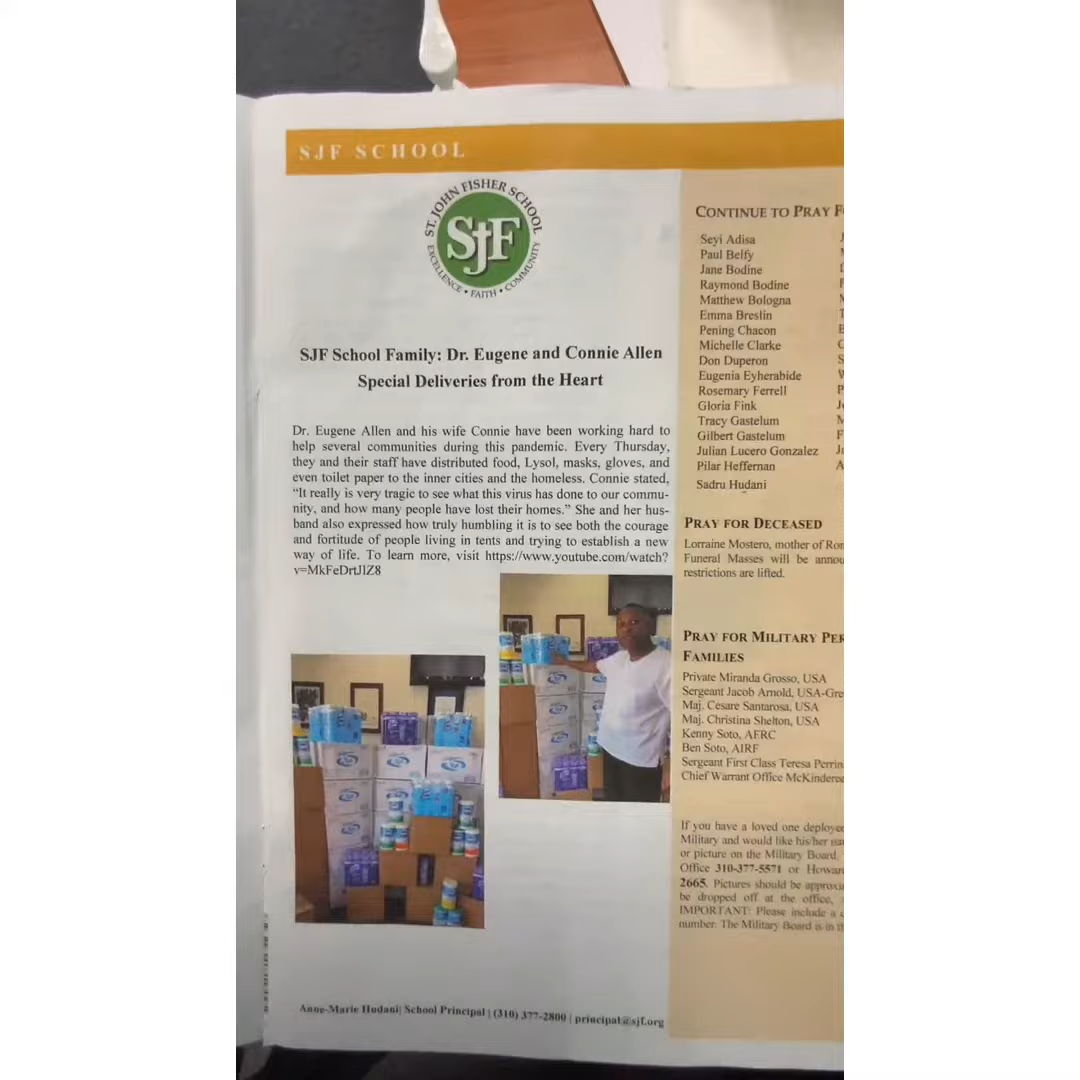 SJF SCHOOL
ST. JOHN FISHER SCHOOL
SJF
EXCELLENCE • FAITH • COMMUNITY
SJF School Family: Dr. Eugene and Connie Allen
Special Deliveries from the Heart
Dr. Eugene Allen and his wife Connie have been working hard to
help several communities during this pandemic. Every Thursday,
they and their staff have distributed food, Lysol, masks, gloves, and
even toilet paper to the inner cities and the homeless. Connie stated,
“It really is very tragic to see what this virus has done to our commu-
nity, and how many people have lost their homes.” She and her hus-
band also expressed how truly humbling it is to see both the courage
and fortitude of people living in tents and trying to establish a new
way of life. To learn more, visit https://www.youtube.com/watch?
v=MkFeDrtJlZ8
Anne-Marie Hudani| School Principal | (310) 377-2800 | principal@sjf.org
CONTINUE TO PRAY F
Seyi Adisa
Paul Belfy
Jane Bodine
Raymond Bodine
Matthew Bologna
Emma Breslin
Pening Chacon
Michelle Clarke
Don Duperon
Eugenia Eyherabide
Rosemary Ferrell
Gloria Fink
Tracy Gastelum
Gilbert Gastelum
Julian Lucero Gonzalez
Pilar Heffernan
Sadru Hudani
PRAY FOR DECEASED
Lorraine Mostero, mother of Ron
Funeral Masses will be annou
restrictions are lifted.
PRAY FOR MILITARY PER
FAMILIES
Private Miranda Grosso, USA
Sergeant Jacob Arnold, USA-Gre
Maj. Cesare Santarosa, USA
Maj. Christina Shelton, USA
Kenny Soto, AFRC
Ben Soto, AIRF
Sergeant First Class Teresa Perrin
Chief Warrant Office McKindere
If you have a loved one deploye
Military and would like his/her na
or picture on the Military Board,
Office 310-377-5571 or Howar
2665. Pictures should be approxi
be dropped off at the office,
IMPORTANT: Please include a
number. The Military Board is in